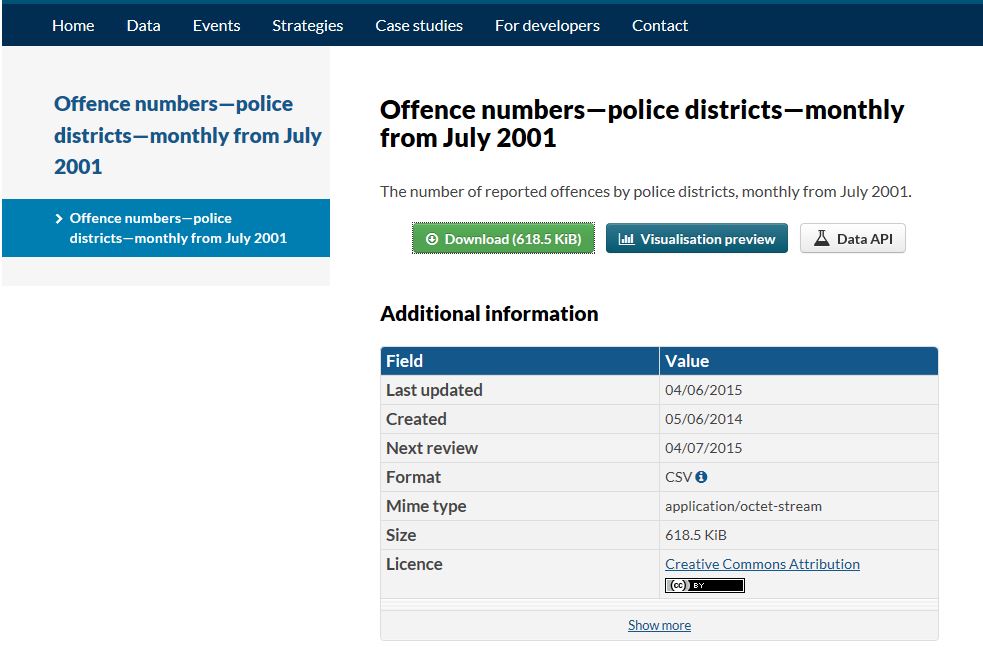 Home Data Events Strategies Case studies For developers Contact
Offence numbers—police
districts—monthly from July
2001
Offence numbers—police
districts—monthly from July 2001
Offence numbers—police districts—monthly
from July 2001
The number of reported offences by police districts, monthly from July 2001.
Download (618.5 KiB) Visualisation preview Data API
Additional information
Field Value
Last updated 04/06/2015
Created 05/06/2014
Next review 04/07/2015
Format CSV
Mime type application/octet-stream
Size 618.5 KiB
Licence Creative Commons Attribution
(cc) BY
Show more